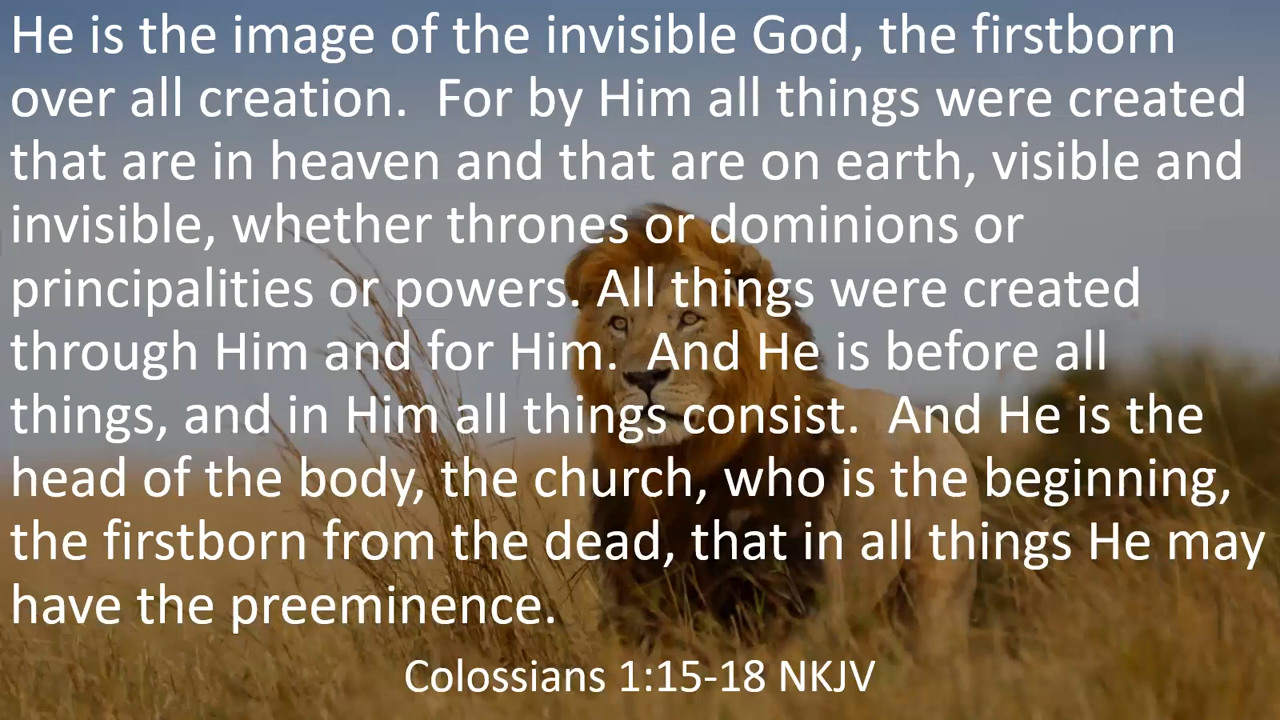 He is the image of the invisible God, the firstborn
over all creation.  For by Him all things were created
that are in heaven and that are on earth, visible and
invisible, whether thrones or dominions or
principalities or powers. All things were created
through Him and for Him.  And He is before all
things, and in Him all things consist.  And He is the
head of the body, the church, who is the beginning,
the firstborn from the dead, that in all things He may
have the preeminence.
Colossians 1:15-18 NKJV